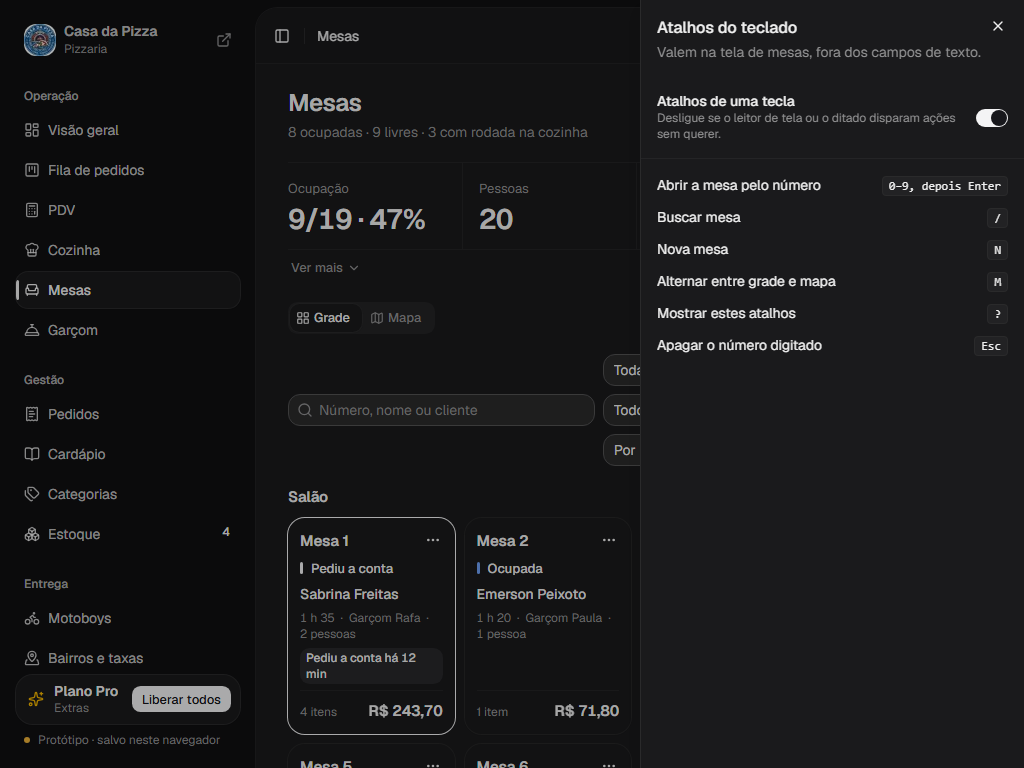 Casa da Pizza
Pizzaria
Operação
Visão geral
Fila de pedidos
PDV
Cozinha
Mesas
Garçom
Gestão
Pedidos
Cardápio
Categorias
Estoque 4
Entrega
Motoboys
Bairros e taxas
Plano Pro
Extras
Liberar todos
Protótipo · salvo neste navegador
Mesas
Mesas
8 ocupadas · 9 livres · 3 com rodada na cozinha
Ocupação
9/19 · 47%
Pessoas
20
Ver mais
Grade Mapa
Toda
Número, nome ou cliente
Todo
Por
Salão
Mesa 1 ···
Pediu a conta
Sabrina Freitas
1 h 35 · Garçom Rafa ·
2 pessoas
Pediu a conta há 12
min
4 itens R$ 243,70
Mesa 2 ···
Ocupada
Emerson Peixoto
1 h 20 · Garçom Paula ·
1 pessoa
1 item R$ 71,80
Mesa 5 ···
Mesa 6 ···
Atalhos do teclado
Valem na tela de mesas, fora dos campos de texto.
Atalhos de uma tecla
Desligue se o leitor de tela ou o ditado disparam ações
sem querer.
Abrir a mesa pelo número 0–9, depois Enter
Buscar mesa /
Nova mesa N
Alternar entre grade e mapa M
Mostrar estes atalhos ?
Apagar o número digitado Esc